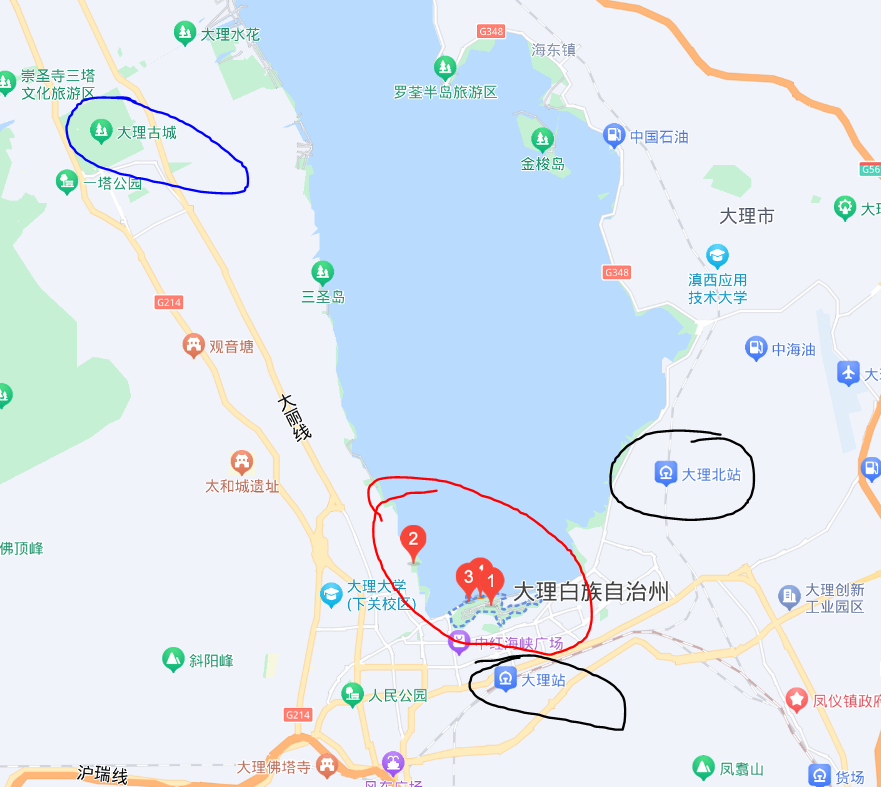 大理水花
G348
海东镇
崇圣寺三塔
文化旅游区
罗荃半岛旅游区
大理古城
中国石油
金梭岛
G56
一塔公园
大理市
大理
滇西应用
技术大学
G348
三圣岛
G214
观音塘
中海油
大理
大丽线
太和城遗址
大理北站
佛顶峰
2
3
1
大理大学
(下关校区)
大理白族自治州
大理创新
工业园区
中红海峡广场
斜阳峰
大理站
人民公园
凤仪镇政府
G214
大理佛塔寺
沪瑞线
凤翥山
货场